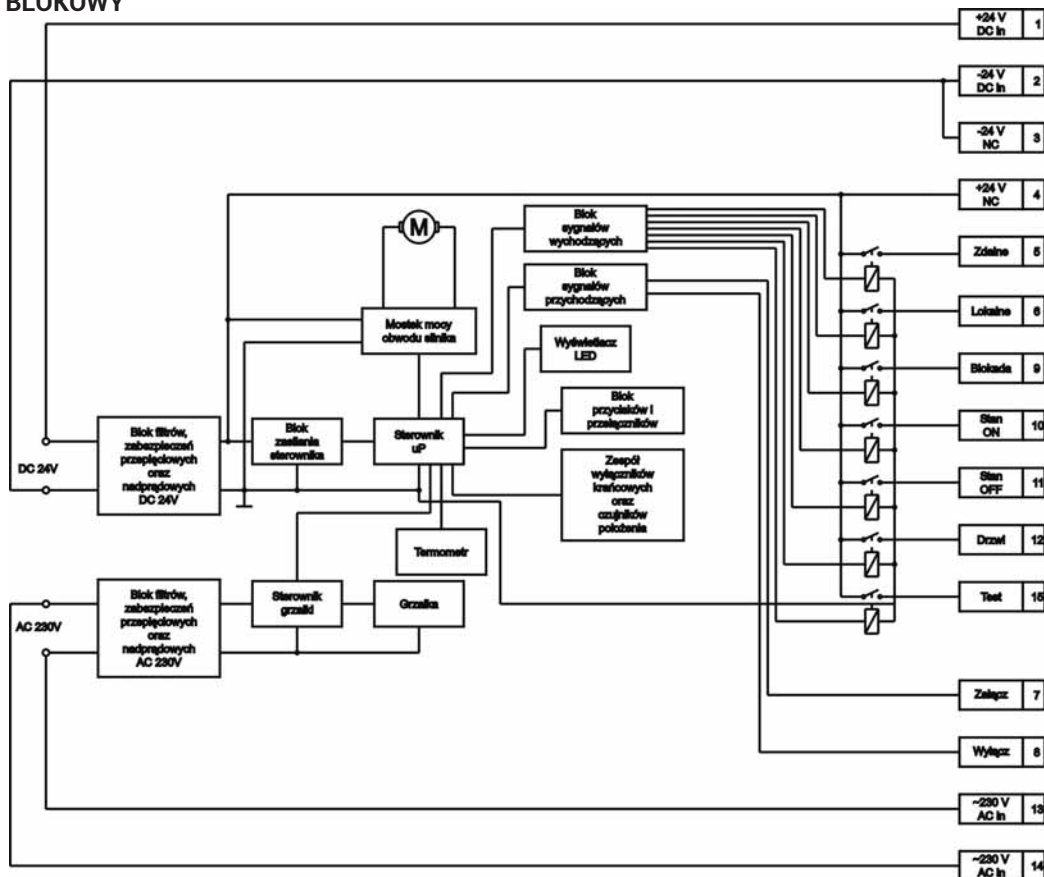 BLOKOWY
+24 V
DC in
1
-24 V
DC in
2
-24 V
NC
3
+24 V
NC
4
Zdalne
5
Lokalne
6
Blokada
9
Stan
ON
10
Stan
OFF
11
Drzwi
12
Test
15
Załącz
7
Wyłącz
8
~230 V
AC in
13
~230 V
AC in
14
M
Blok
sygnałów
wychodzących
Blok
sygnałów
przychodzących
Mostek mocy
obwodu silnika
Wyświetlacz
LED
Blok
przycisków i
przełączników
Zespół
wyłączników
krańcowych
oraz
czujników
położenia
DC 24V
Blok filtrów,
zabezpieczeń
przepięciowych
oraz
nadprądowych
DC 24V
Blok
zasilania
sterownika
Sterownik
uP
Termometr
AC 230V
Blok filtrów,
zabezpieczeń
przepięciowych
oraz
nadprądowych
AC 230V
Sterownik
grzałki
Grzałka